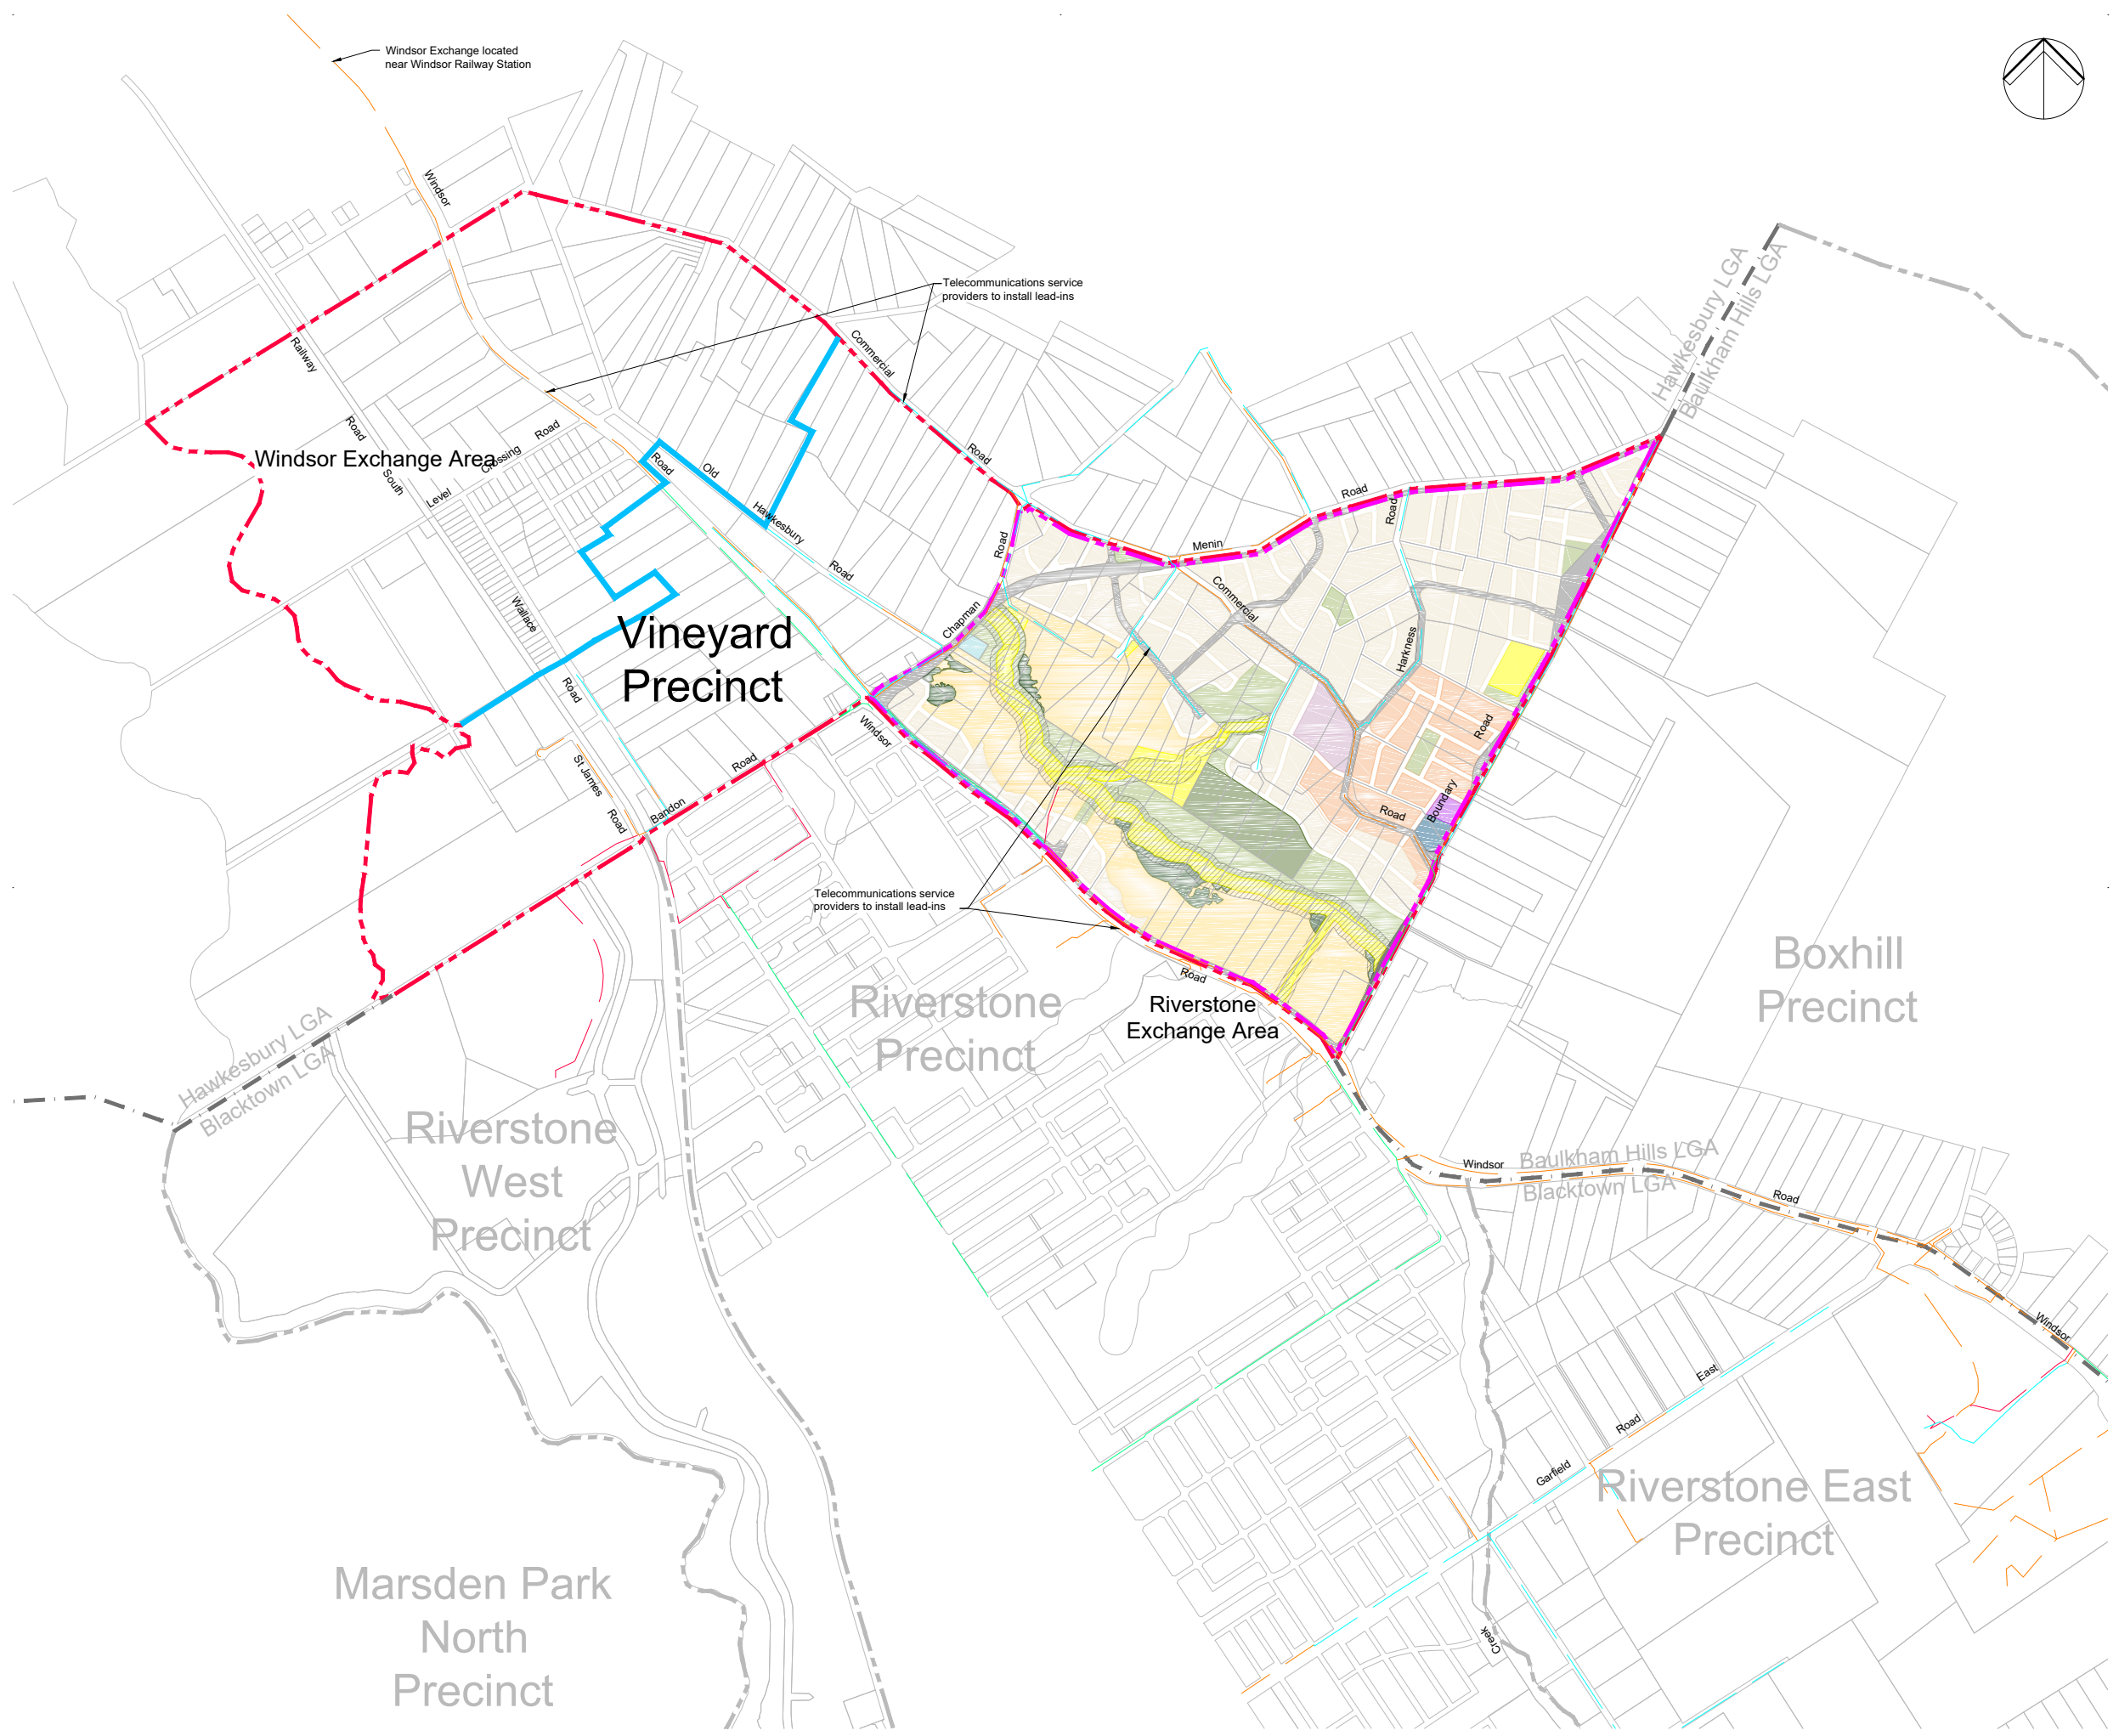 Windsor Exchange located
near Windsor Railway Station
Windsor
Hawkesbury LGA
Baulkham Hills LGA
Telecommunications service
providers to install lead-ins
Railway
Commercial
Road
Road
Crossing
Level
Windsor Exchange Area
South
Road
Old
Hawkesbury
Road
Road
Road
Road
Road
Menin
Commercial
Chapman
Harkness
Wallace
Road
Vineyard
Precinct
Windsor
Road
Boundary
Road
St James
Road
Bandon
Road
Telecommunications service
providers to install lead-ins
Road
Riverstone
Exchange Area
Riverstone
Precinct
Boxhill
Precinct
Hawkesbury LGA
Blacktown LGA
Riverstone
West
Precinct
Windsor
Baulkham Hills LGA
Blacktown LGA
Road
Windsor
East
Road
Garfield
Riverstone East
Precinct
Creek
Marsden Park
North
Precinct